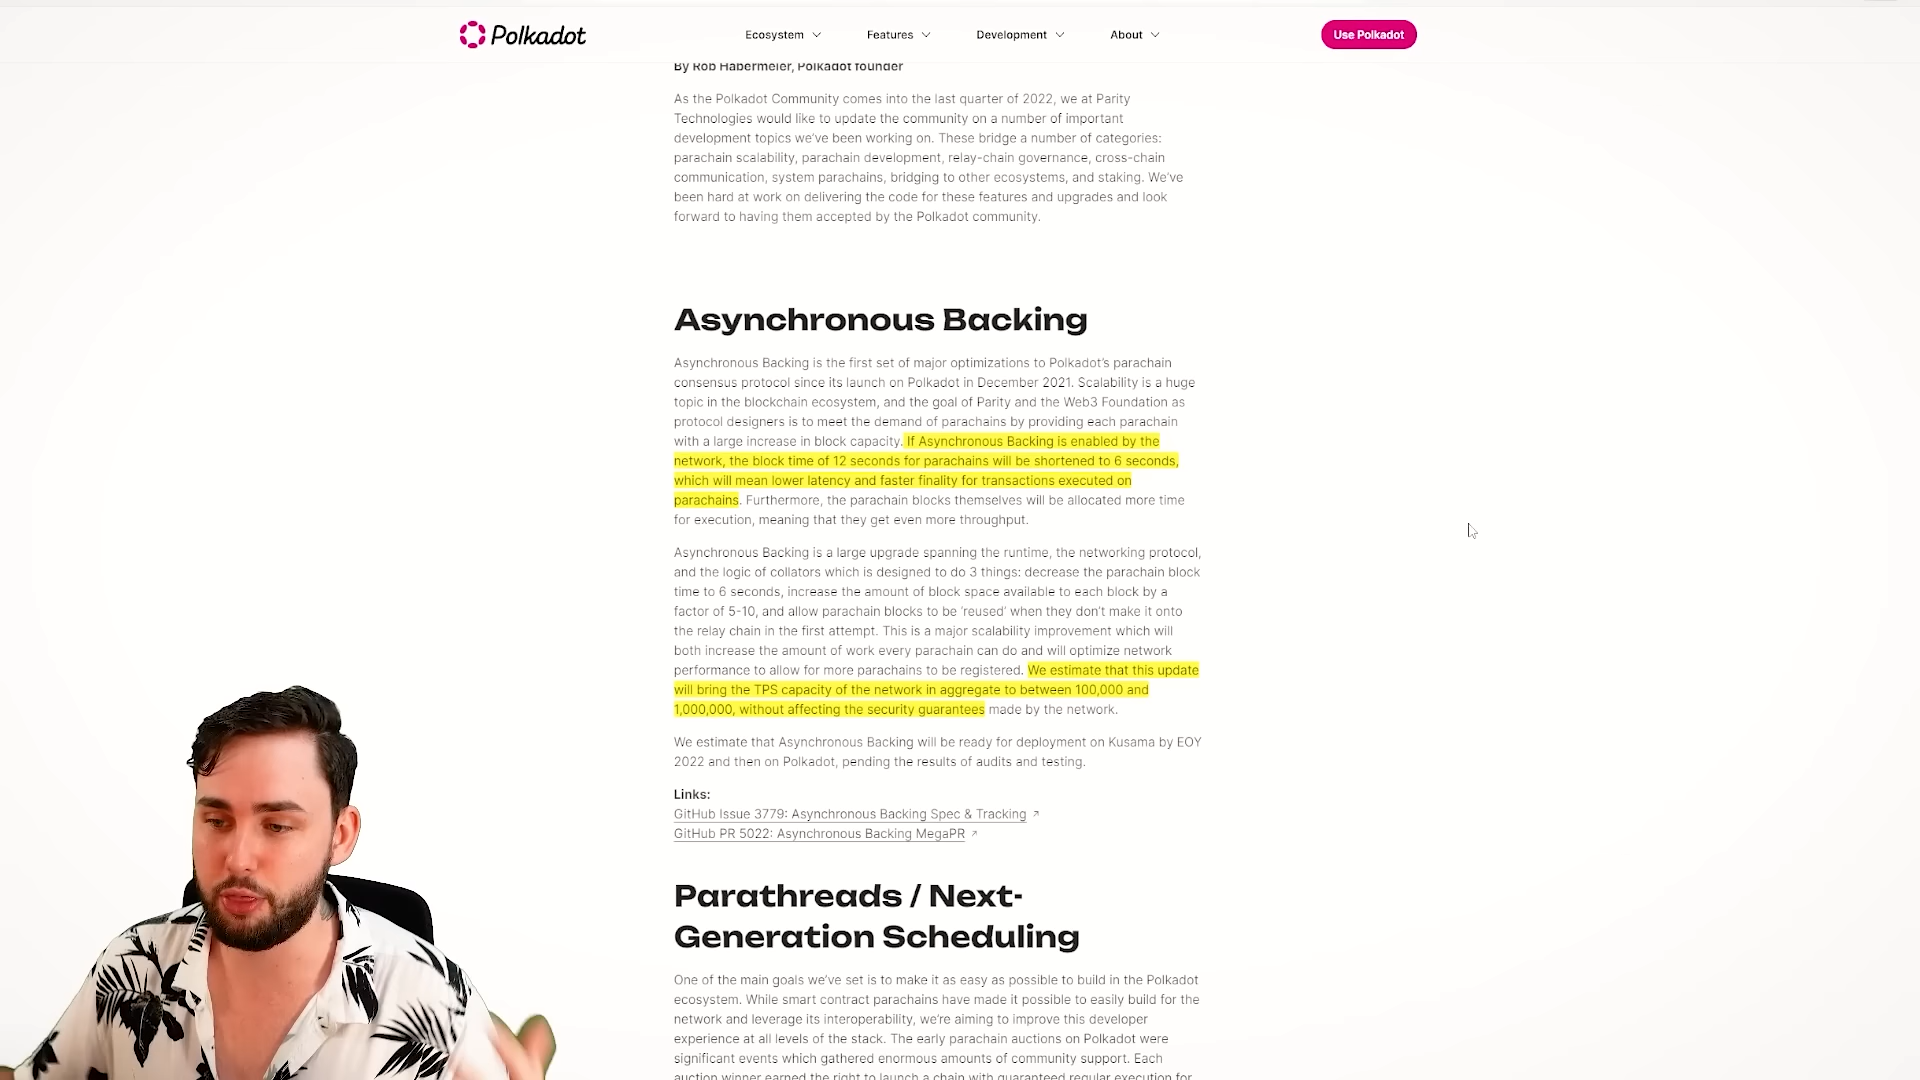 Polkadot
Ecosystem
Features
Development
About
Use Polkadot
By Rob Habermeier, Polkadot founder
As the Polkadot Community comes into the last quarter of 2022, we at Parity
Technologies would like to update the community on a number of important
development topics we've been working on. These bridge a number of categories:
parachain scalability, parachain development, relay-chain governance, cross-chain
communication, system parachains, bridging to other ecosystems, and staking. We've
been hard at work on delivering the code for these features and upgrades and look
forward to having them accepted by the Polkadot community.
Asynchronous Backing
Asynchronous Backing is the first set of major optimizations to Polkadot's parachain
consensus protocol since its launch on Polkadot in December 2021. Scalability is a huge
topic in the blockchain ecosystem, and the goal of Parity and the Web3 Foundation as
protocol designers is to meet the demand of parachains by providing each parachain
with a large increase in block capacity. If Asynchronous Backing is enabled by the
network, the block time of 12 seconds for parachains will be shortened to 6 seconds,
which will mean lower latency and faster finality for transactions executed on
parachains. Furthermore, the parachain blocks themselves will be allocated more time
for execution, meaning that they get even more throughput.
Asynchronous Backing is a large upgrade spanning the runtime, the networking protocol,
and the logic of collators which is designed to do 3 things: decrease the parachain block
time to 6 seconds, increase the amount of block space available to each block by a
factor of 5-10, and allow parachain blocks to be 'reused' when they don't make it onto
the relay chain in the first attempt. This is a major scalability improvement which will
both increase the amount of work every parachain can do and will optimize network
performance to allow for more parachains to be registered. We estimate that this update
will bring the TPS capacity of the network in aggregate to between 100,000 and
1,000,000, without affecting the security guarantees made by the network.
We estimate that Asynchronous Backing will be ready for deployment on Kusama by EOY
2022 and then on Polkadot, pending the results of audits and testing.
Links:
GitHub Issue 3779: Asynchronous Backing Spec & Tracking ↗
GitHub PR 5022: Asynchronous Backing MegaPR ↗
Parathreads / Next-
Generation Scheduling
One of the main goals we've set is to make it as easy as possible to build in the Polkadot
ecosystem. While smart contract parachains have made it possible to easily build for the
network and leverage its interoperability, we're aiming to improve this developer
experience at all levels of the stack. The early parachain auctions on Polkadot were
significant events which gathered enormous amounts of community support. Each
auction winner earned the right to launch a chain with guaranteed regular execution for